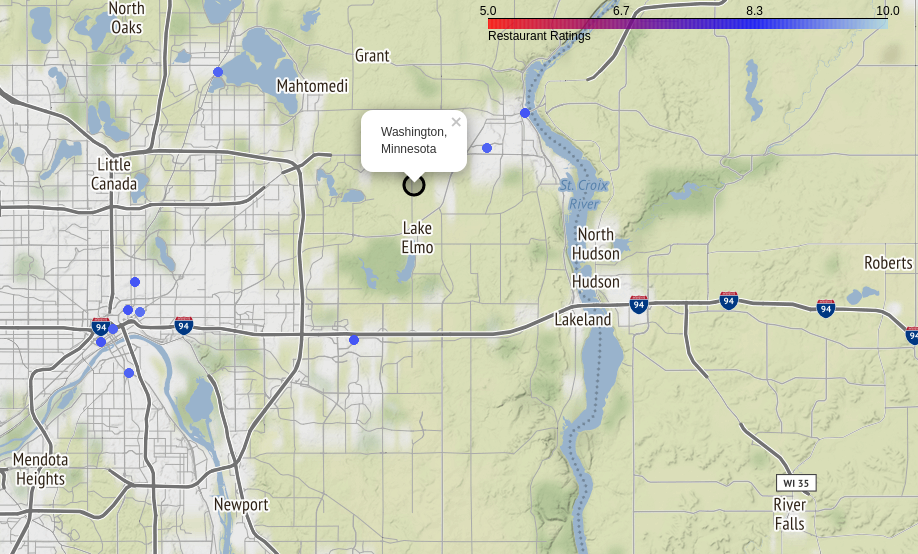 North
Oaks
5.0 6.7 8.3 10.0
Restaurant Ratings
Grant
Mahtomedi
Washington, ×
Minnesota
Little
Canada
St. Croix
River
Lake
Elmo
North
Hudson
Hudson
Roberts
94
94
94
94
94
94
Lakeland
Mendota
Heights
Newport
WI 35
River
Falls